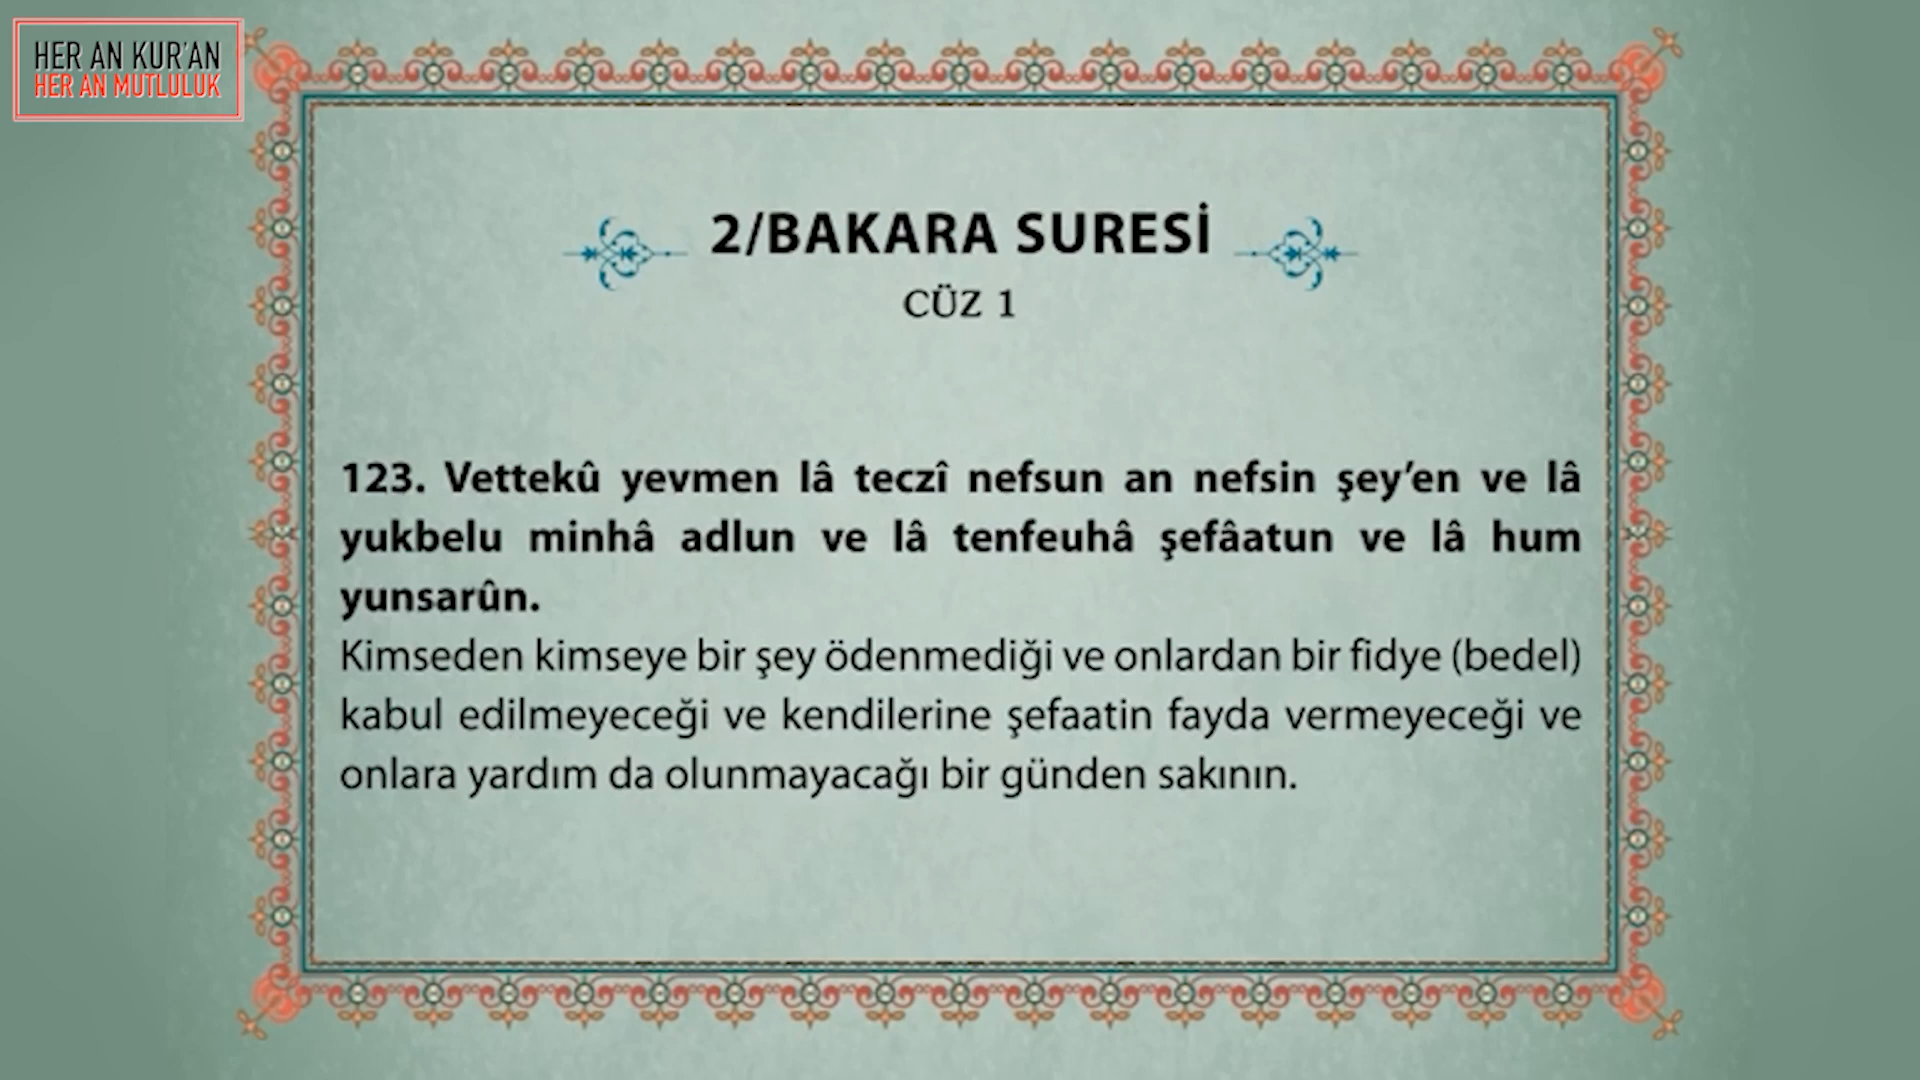 HER AN KUR'AN
HER AN MUTLULUK
2/BAKARA SURESİ
CÜZ 1
123. Vettekû yevmen lâ teczî nefsun an nefsin şey’en ve lâ
yukbelu minhâ adlun ve lâ tenfeuhâ şefâatun ve lâ hum
yunsarûn.
Kimseden kimseye bir şey ödenmediği ve onlardan bir fidye (bedel)
kabul edilmeyeceği ve kendilerine şefaatin fayda vermeyeceği ve
onlara yardım da olunmayacağı bir günden sakının.